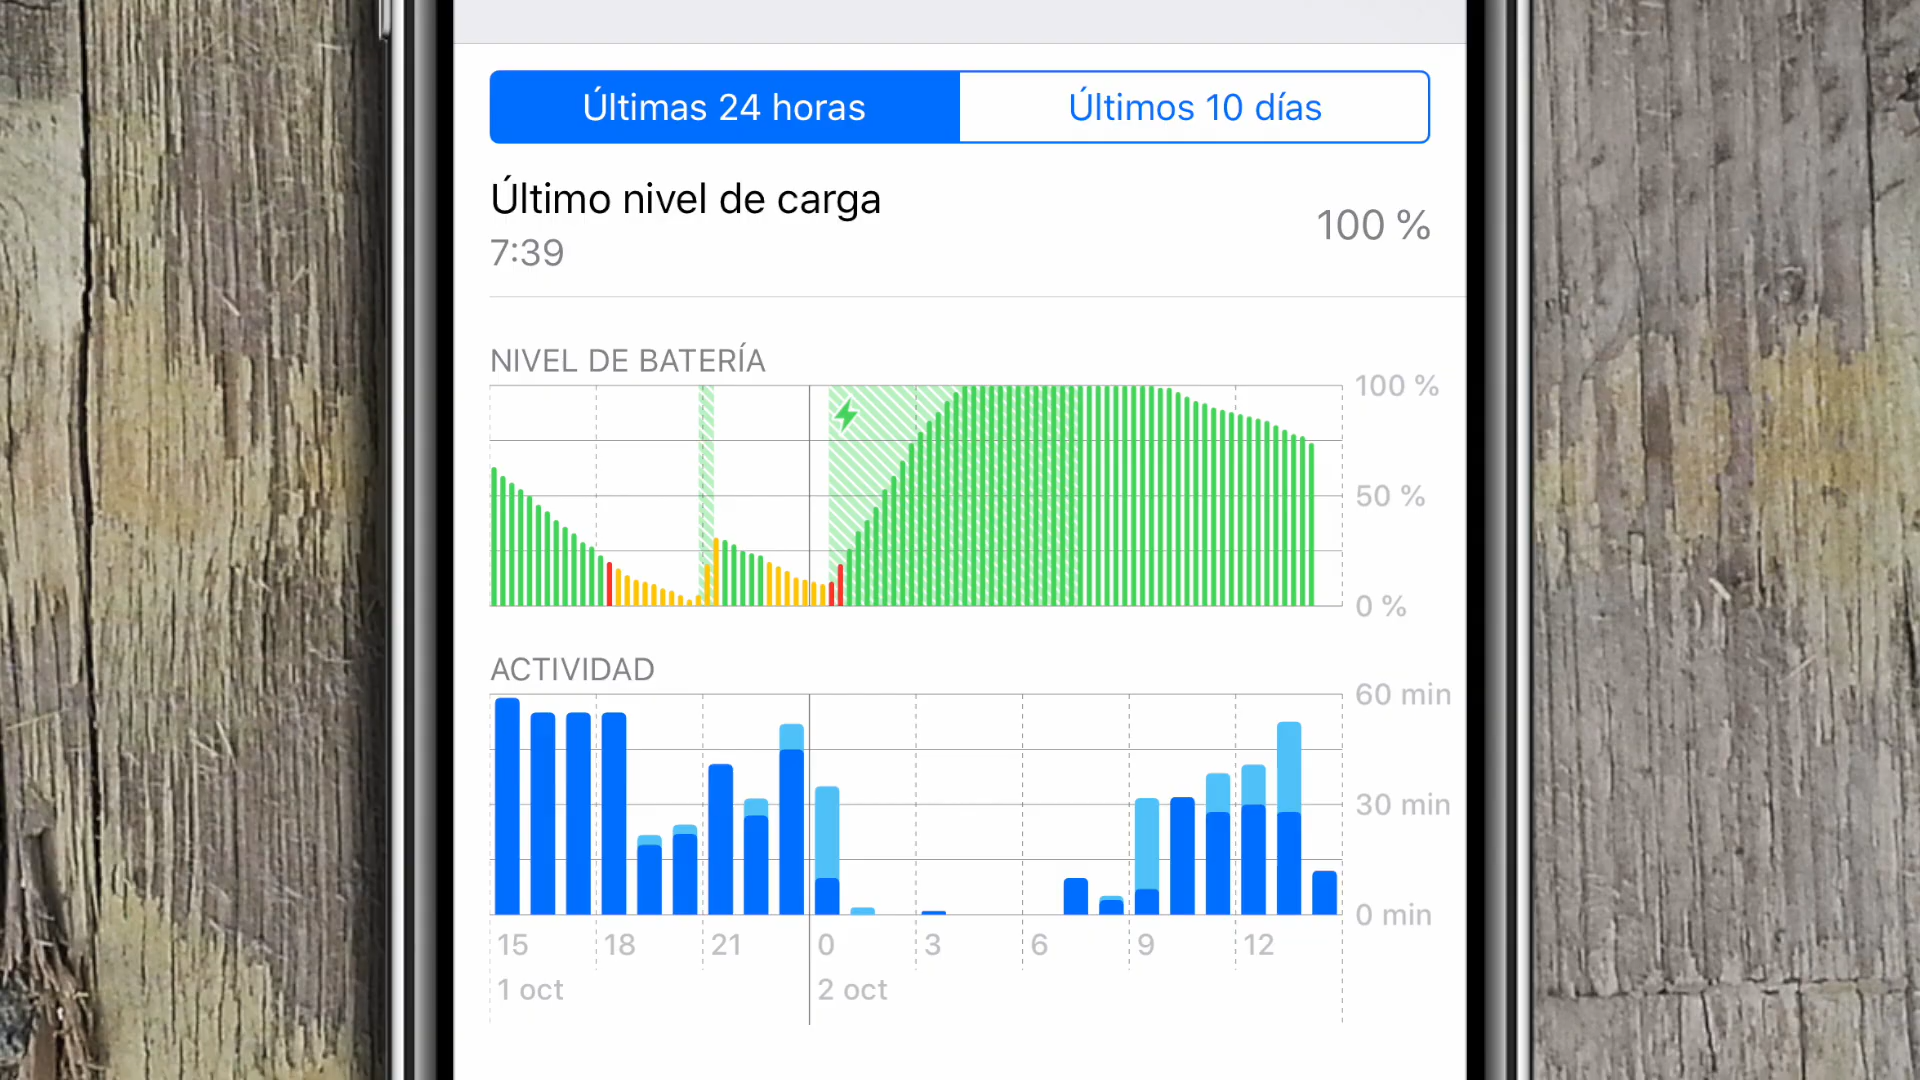 Últimas 24 horas
Últimos 10 días
Último nivel de carga
7:39
100 %
NIVEL DE BATERÍA
100 %
50 %
0 %
ACTIVIDAD
60 min
30 min
0 min
15 18 21 0 3 6 9 12
1 oct 2 oct